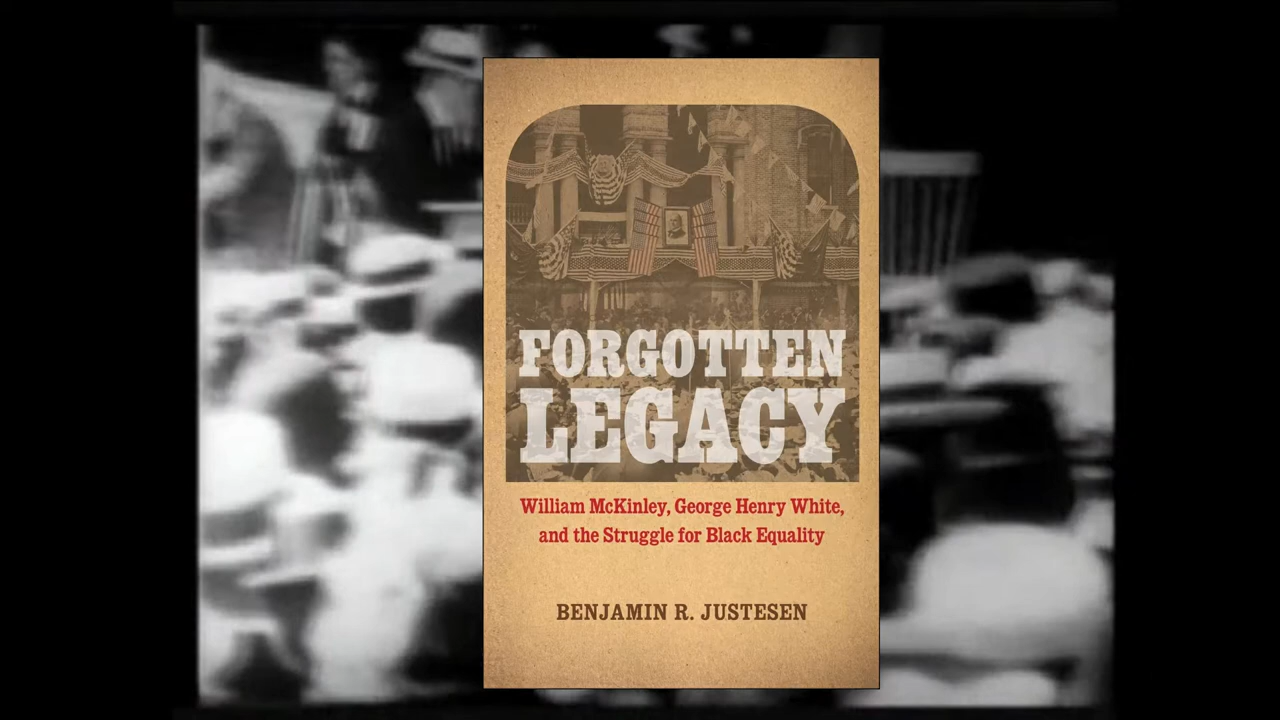 FORGOTTEN
LEGACY
William McKinley, George Henry White,
and the Struggle for Black Equality
BENJAMIN R. JUSTESEN